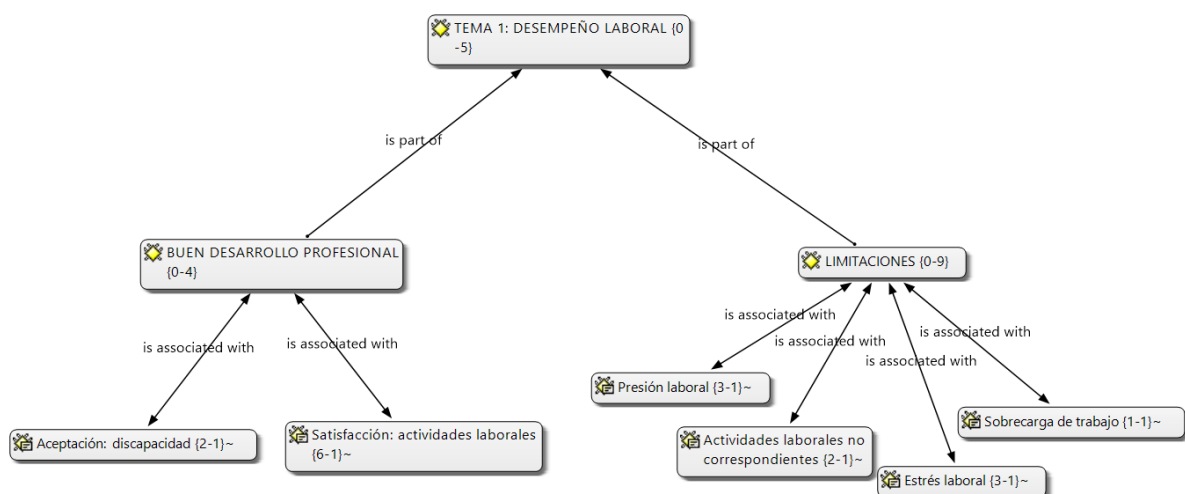 TEMA 1: DESEMPEÑO LABORAL {0
-5}
is part of
is part of
BUEN DESARROLLO PROFESIONAL
{0-4}
LIMITACIONES {0-9}
is associated with
is associated with
is associated with
is associated with
is associated with
is associated with
Presión laboral {3-1}~
Aceptación: discapacidad {2-1}~
Satisfacción: actividades laborales
{6-1}~
Actividades laborales no
correspondientes {2-1}~
Sobrecarga de trabajo {1-1}~
Estrés laboral {3-1}~